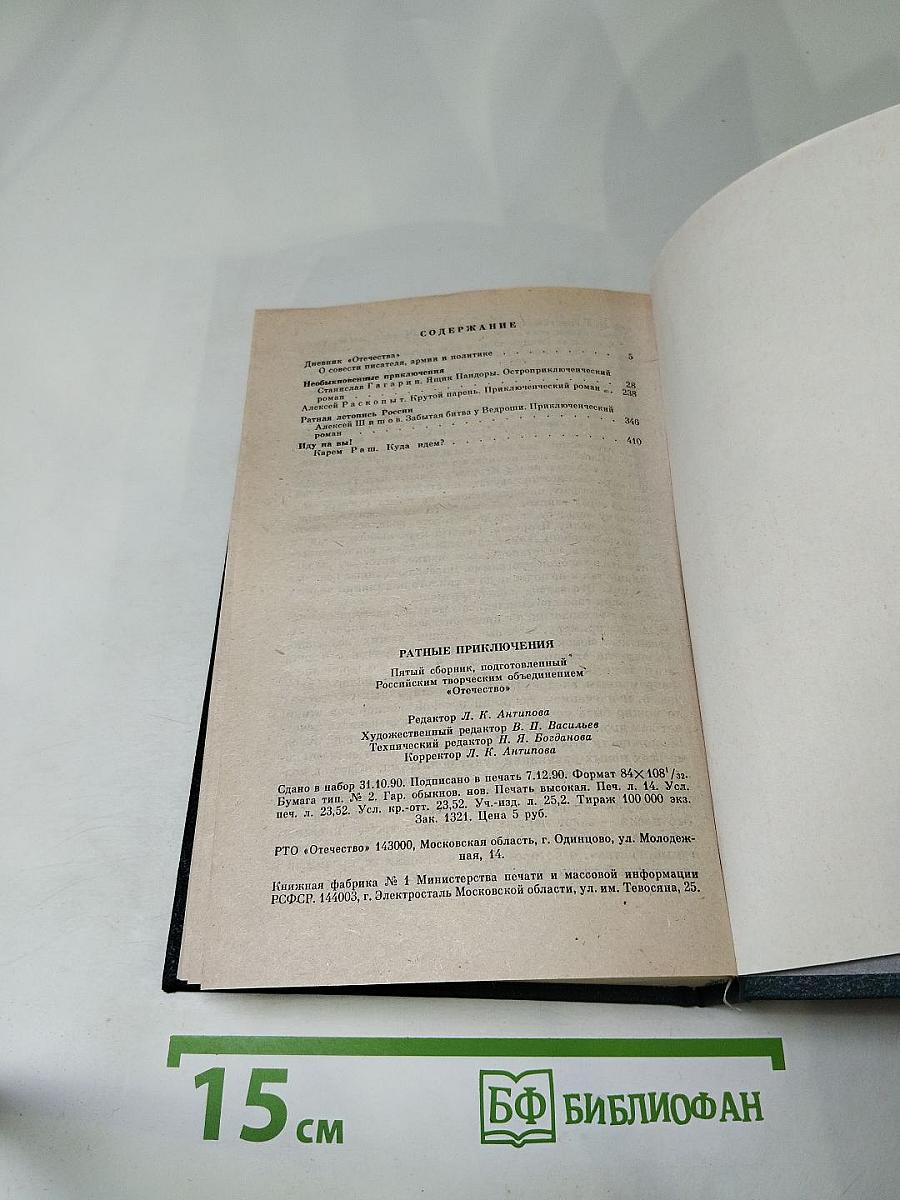 СОДЕРЖАНИЕ
Дневник «Отечества»
О совести писателя, армии и политике . . . . . . . . . 5
Необыкновенные приключения
Станислав Гагарин. Ящик Пандоры. Остроприключенческий
роман . . . . . . . . . . . . . . . . . . . 28
Алексей Раскопыт. Крутой парень. Приключенческий роман . . 238
Ратная летопись России
Алексей Шишов. Забытая битва у Ведроши. Приключенческий
роман . . . . . . . . . . . . . . . . . . . 346
Иду на вы!
Карем Раш. Куда идем? . . . . . . . . . . . . . 410
РАТНЫЕ ПРИКЛЮЧЕНИЯ
Пятый сборник, подготовленный
Российским творческим объединением
«Отечество»
Редактор Л. К. Антипова
Художественный редактор В. П. Васильев
Технический редактор Н. Я. Богданова
Корректор Л. К. Антипова
Сдано в набор 31.10.90. Подписано в печать 7.12.90. Формат 84×108¹/₃₂.
Бумага тип. № 2. Гар. обыкнов. нов. Печать высокая. Печ. л. 14. Усл.
печ. л. 23,52. Усл. кр.-отт. 23,52. Уч.-изд. л. 25,2. Тираж 100 000 экз.
Зак. 1321. Цена 5 руб.
РТО «Отечество» 143000, Московская область, г. Одинцово, ул. Молодеж-
ная, 14.
Книжная фабрика № 1 Министерства печати и массовой информации
РСФСР. 144003, г. Электросталь Московской области, ул. им. Тевосяна, 25.
15 см
БФ БИБЛИОФАН